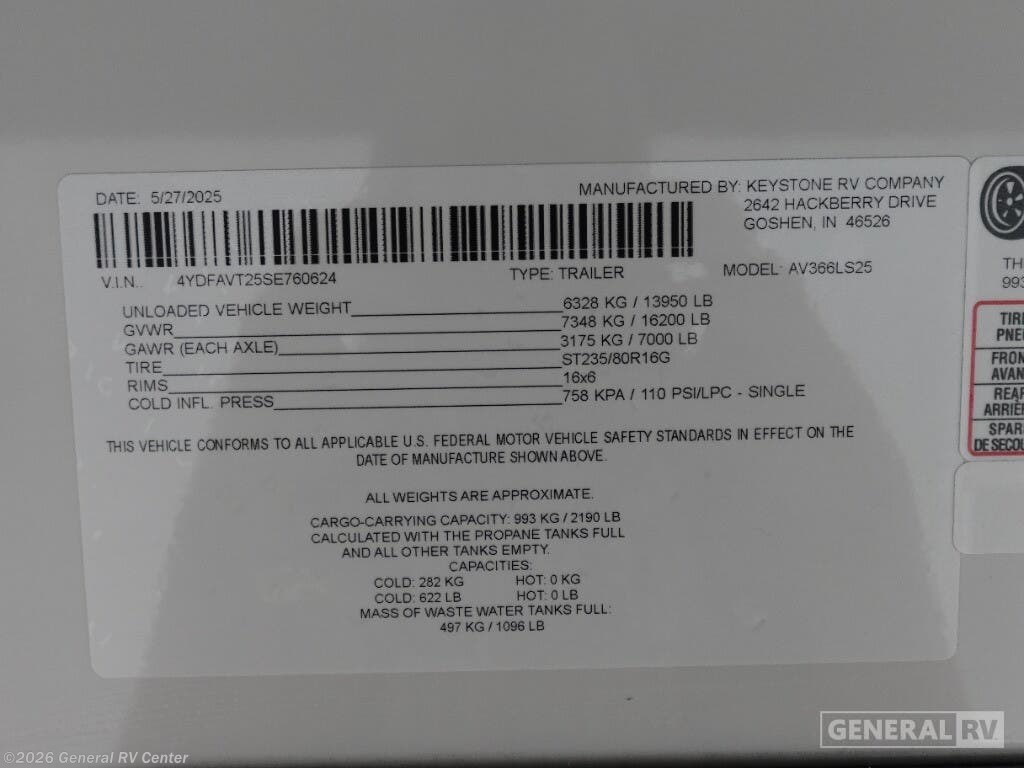 DATE: 5/27/2025
MANUFACTURED BY: KEYSTONE RV COMPANY
2642 HACKBERRY DRIVE
GOSHEN, IN 46526
V.I.N.. 4YDFAVT25SE760624 TYPE: TRAILER MODEL: AV366LS25
UNLOADED VEHICLE WEIGHT 6328 KG / 13950 LB
GVWR 7348 KG / 16200 LB
GAWR (EACH AXLE) 3175 KG / 7000 LB
TIRE ST235/80R16G
RIMS 16x6
COLD INFL. PRESS 758 KPA / 110 PSI/LPC - SINGLE
THIS VEHICLE CONFORMS TO ALL APPLICABLE U.S. FEDERAL MOTOR VEHICLE SAFETY STANDARDS IN EFFECT ON THE
DATE OF MANUFACTURE SHOWN ABOVE.
ALL WEIGHTS ARE APPROXIMATE.
CARGO-CARRYING CAPACITY: 993 KG / 2190 LB
CALCULATED WITH THE PROPANE TANKS FULL
AND ALL OTHER TANKS EMPTY.
CAPACITIES:
COLD: 282 KG HOT: 0 KG
COLD: 622 LB HOT: 0 LB
MASS OF WASTE WATER TANKS FULL:
497 KG / 1096 LB
TH
993
TIRE
PNEU
FRON
AVAN
REAR
ARRIÈ
SPAR
DE SECOU
GENERAL RV
©2026 General RV Center